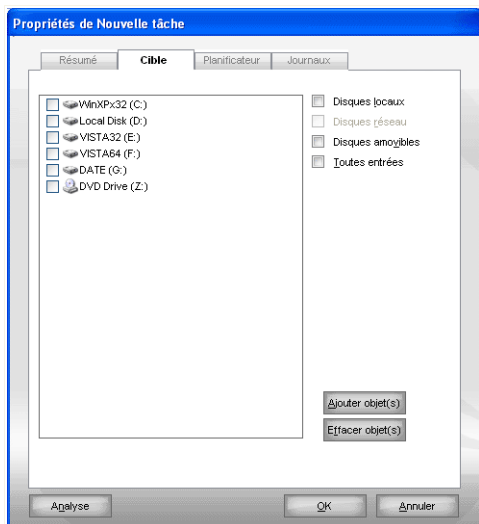 Propriétés de Nouvelle tâche
Résumé Cible Planificateur Journaux
WinXPx32 (C:)
Local Disk (D:)
VISTA32 (E:)
VISTA64 (F:)
DATE (G:)
DVD Drive (Z:)
Disques locaux
Disques réseau
Disques amovibles
Toutes entrées
Ajouter objet(s)
Effacer objet(s)
Analyse OK Annuler